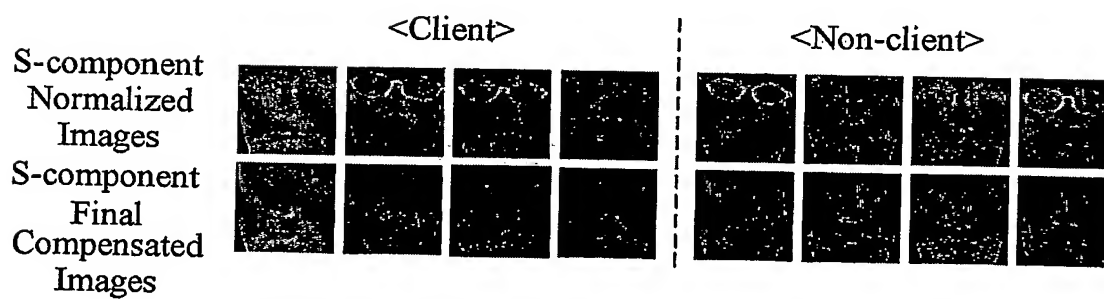 <Client>
<Non-client>
S-component
Normalized
Images
S-component
Final
Compensated
Images